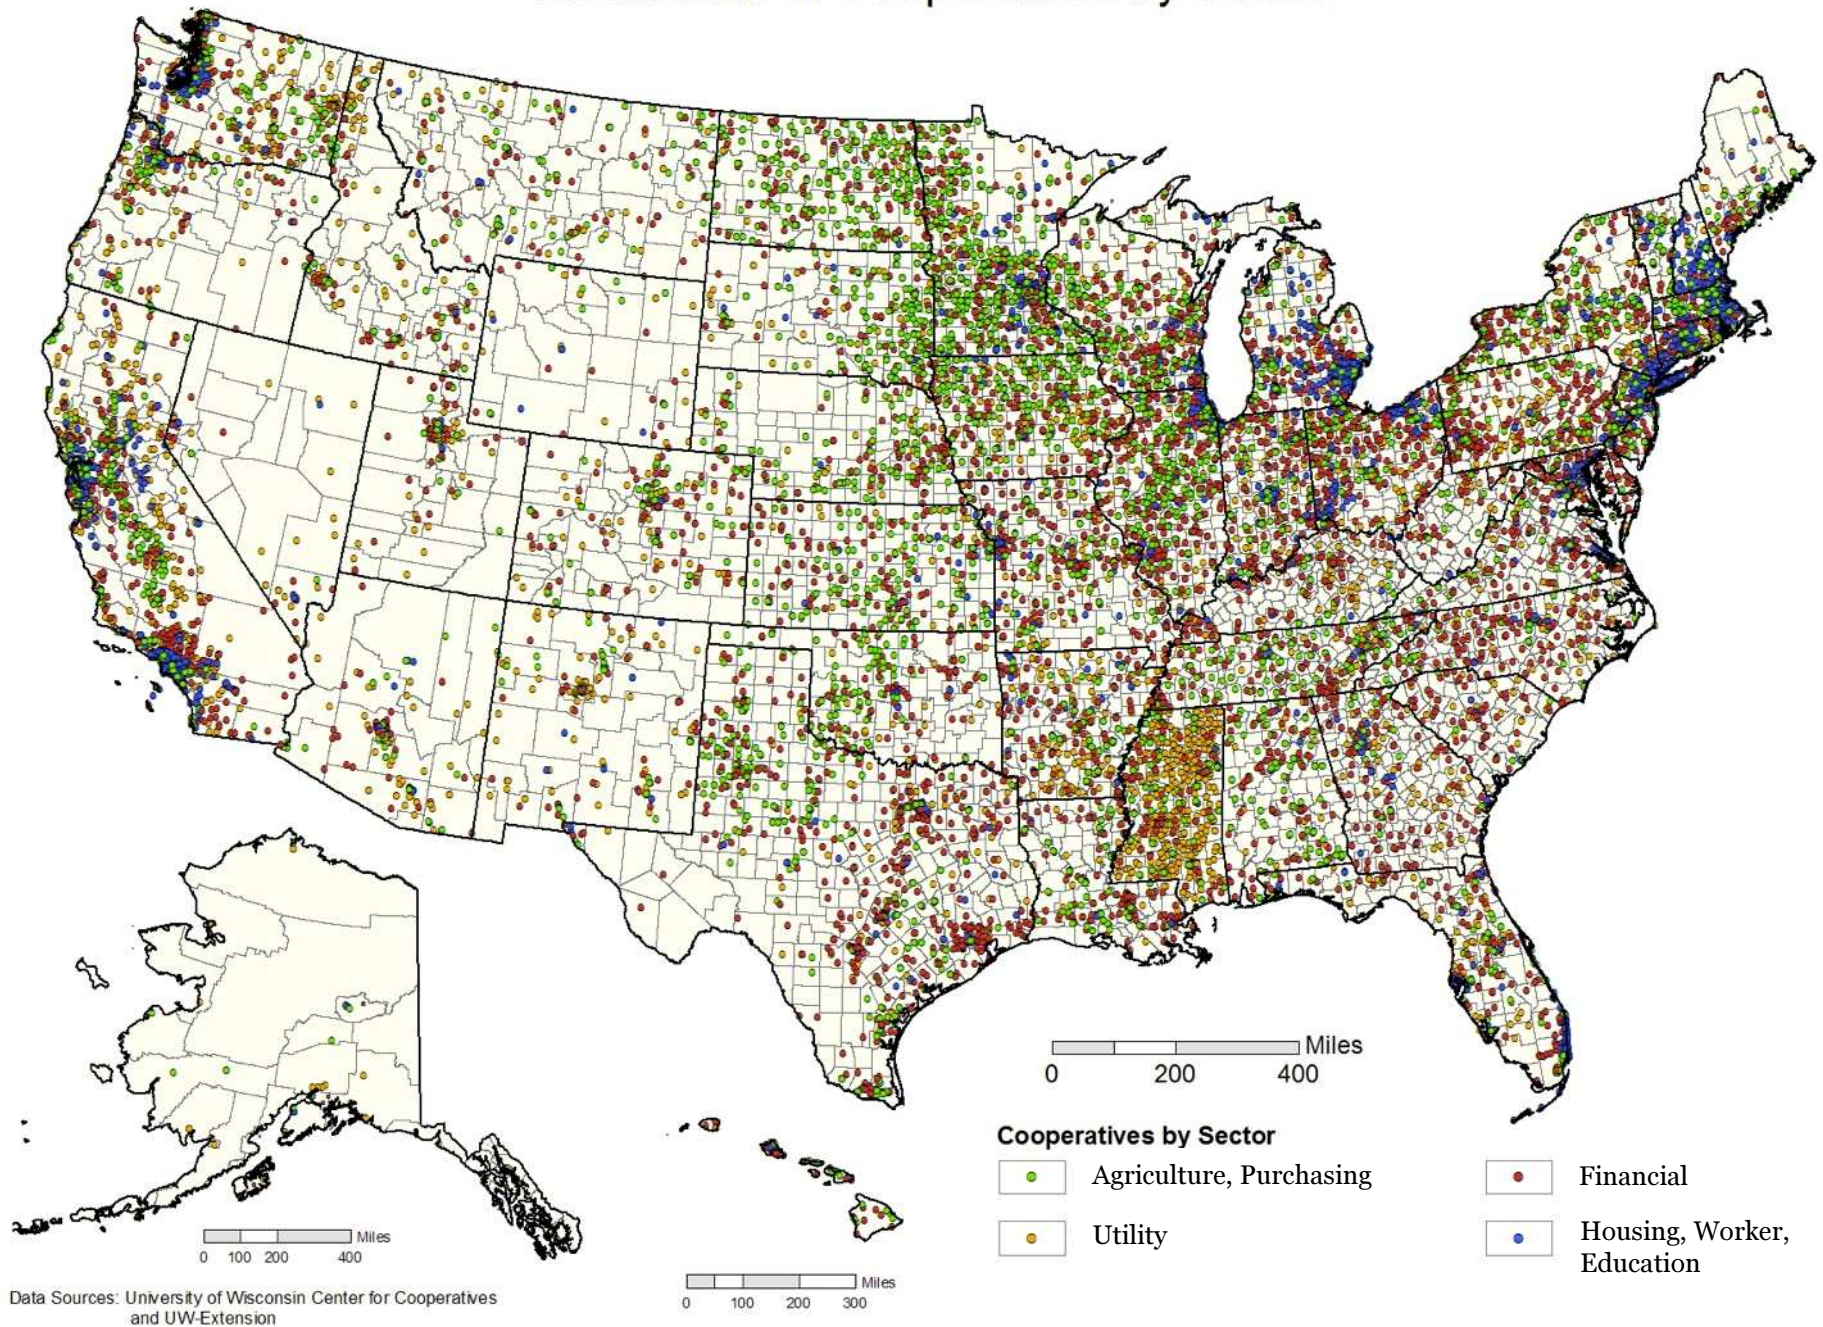 Miles
0 200 400
Cooperatives by Sector
Agriculture, Purchasing
Financial
Utility
Housing, Worker,
Education
Miles
0 100 200 400
Miles
0 100 200 300
Data Sources: University of Wisconsin Center for Cooperatives
and UW-Extension